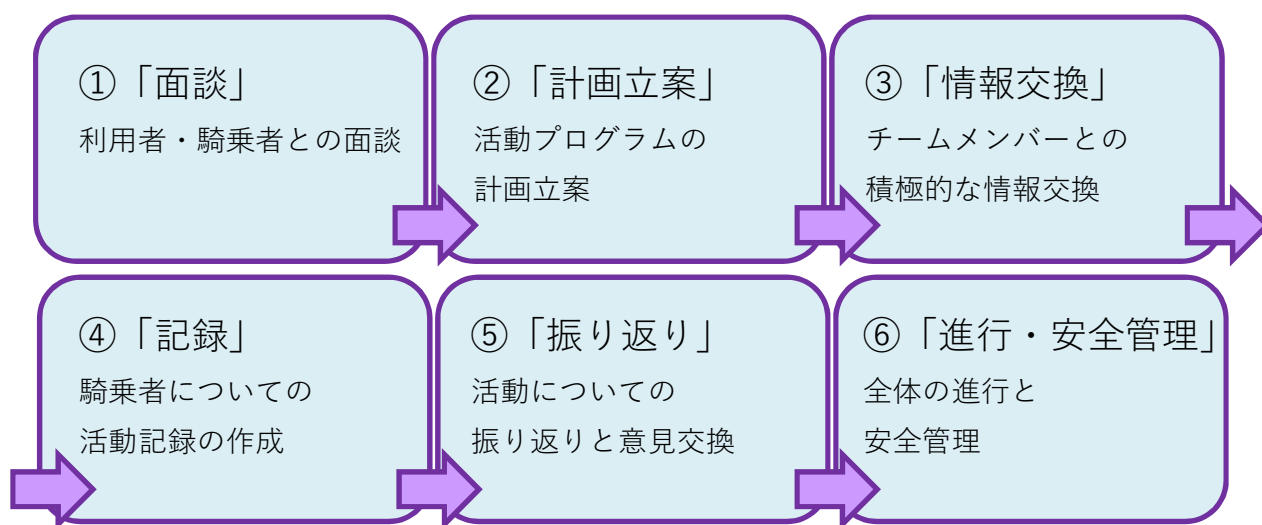 ①「面談」
利用者・騎乗者との面談
②「計画立案」
活動プログラムの
計画立案
③「情報交換」
チームメンバーとの
積極的な情報交換
④「記録」
騎乗者についての
活動記録の作成
⑤「振り返り」
活動についての
振り返りと意見交換
⑥「進行・安全管理」
全体の進行と
安全管理